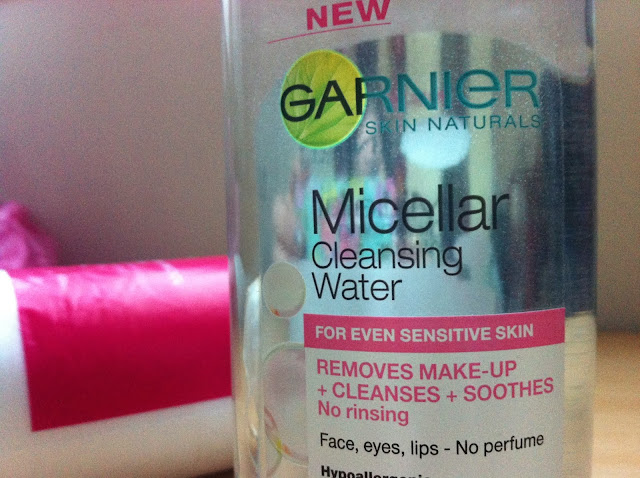 NEW
GARNIER
SKIN NATURALS
Micellar
Cleansing
Water
FOR EVEN SENSITIVE SKIN
REMOVES MAKE-UP
+ CLEANSES + SOOTHES
No rinsing
Face, eyes, lips - No perfume